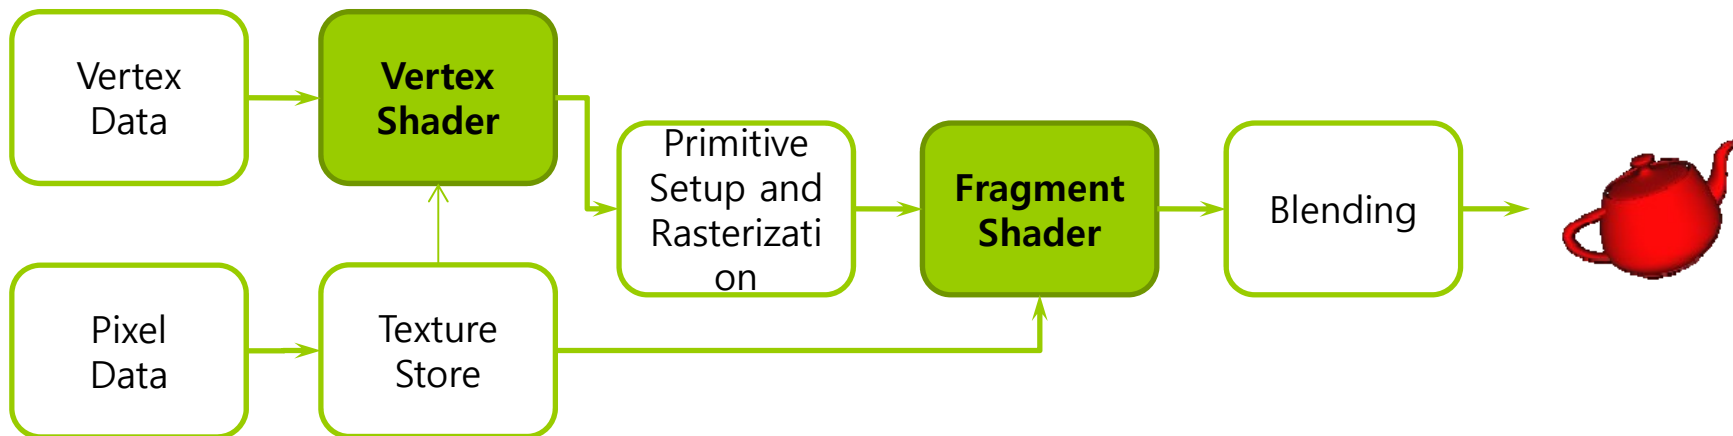 Vertex
Data
Vertex
Shader
Primitive
Setup and
Rasterizati
on
Fragment
Shader
Blending
Pixel
Data
Texture
Store